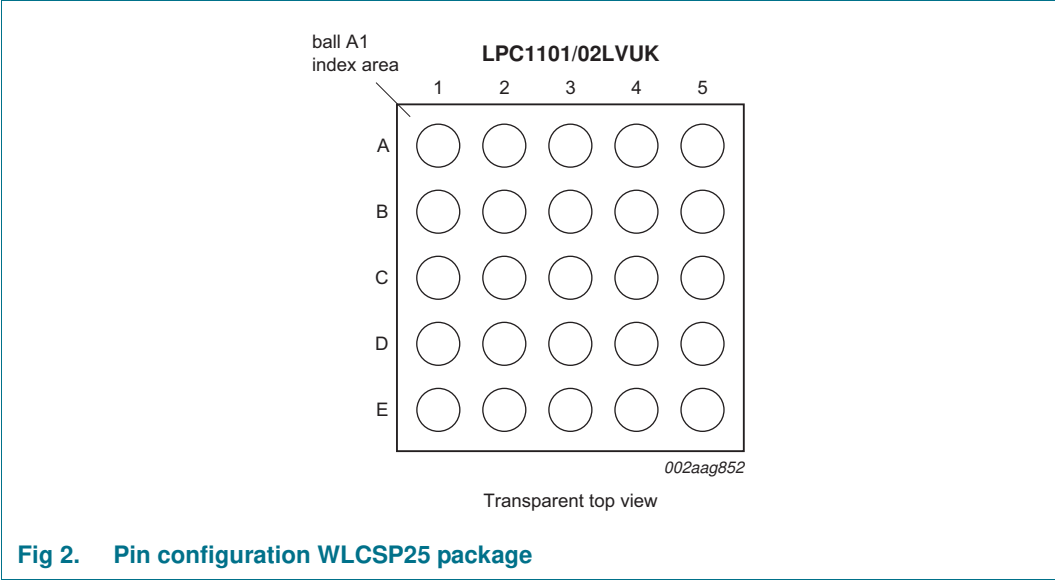 ball A1
index area
LPC1101/02LVUK
1 2 3 4 5
A
B
C
D
E
002aag852
Transparent top view
Fig 2. Pin configuration WLCSP25 package